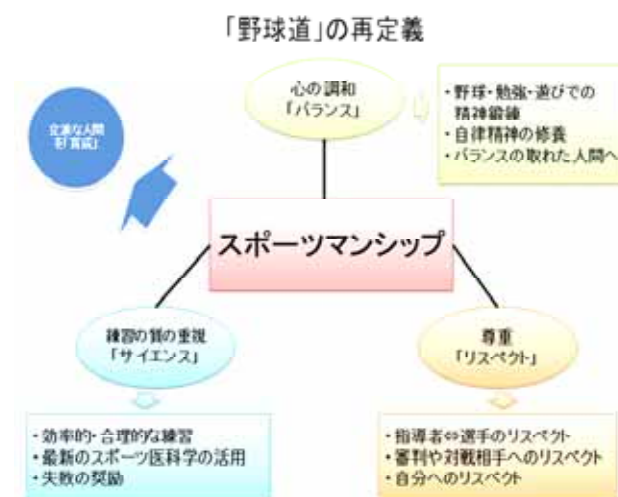 「野球道」の再定義
心の調和
「バランス」
・野球・勉強・遊びでの
精神鍛錬
・自律精神の修養
・バランスの取れた人間へ
立派な人間
を「育成」
スポーツマンシップ
練習の質の重視
「サイエンス」
・効率的・合理的な練習
・最新のスポーツ医科学の活用
・失敗の奨励
尊重
「リスペクト」
・指導者⇔選手のリスペクト
・審判や対戦相手へのリスペクト
・自分へのリスペクト